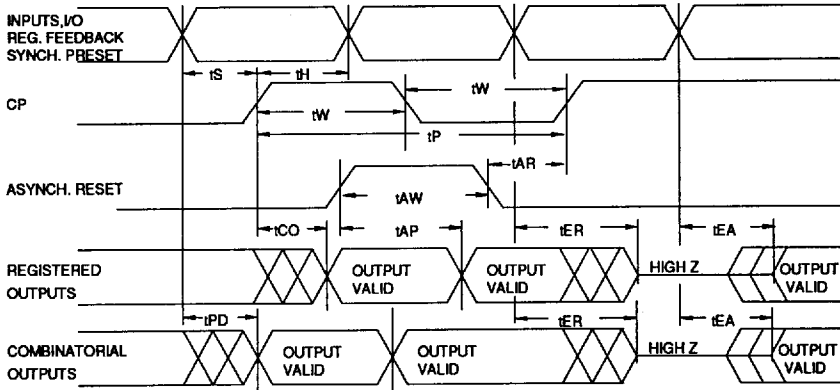 INPUTS,I/O
REG. FEEDBACK
SYNCH. PRESET
tS
tH
CP
tW
tW
tP
tAR
ASYNCH. RESET
tAW
tCO
tAP
tER
tEA
REGISTERED
OUTPUTS
OUTPUT
VALID
OUTPUT
VALID
HIGH Z
OUTPUT
VALID
tPD
tER
tEA
COMBINATORIAL
OUTPUTS
OUTPUT
VALID
OUTPUT
VALID
HIGH Z
OUTPUT
VALID